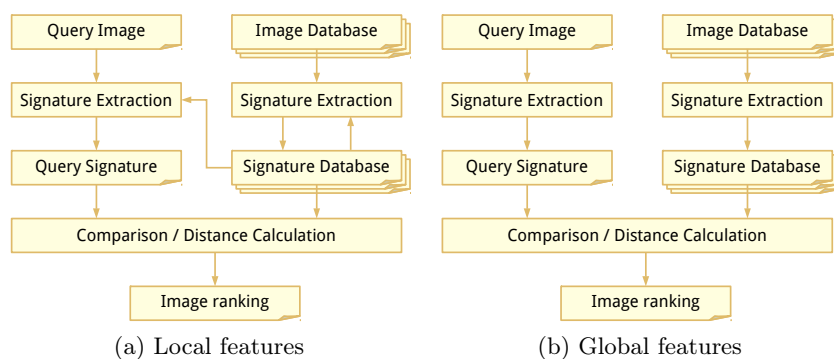 Query Image
Image Database
Signature Extraction
Signature Extraction
Query Signature
Signature Database
Comparison / Distance Calculation
Image ranking
(a) Local features
Query Image
Image Database
Signature Extraction
Signature Extraction
Query Signature
Signature Database
Comparison / Distance Calculation
Image ranking
(b) Global features